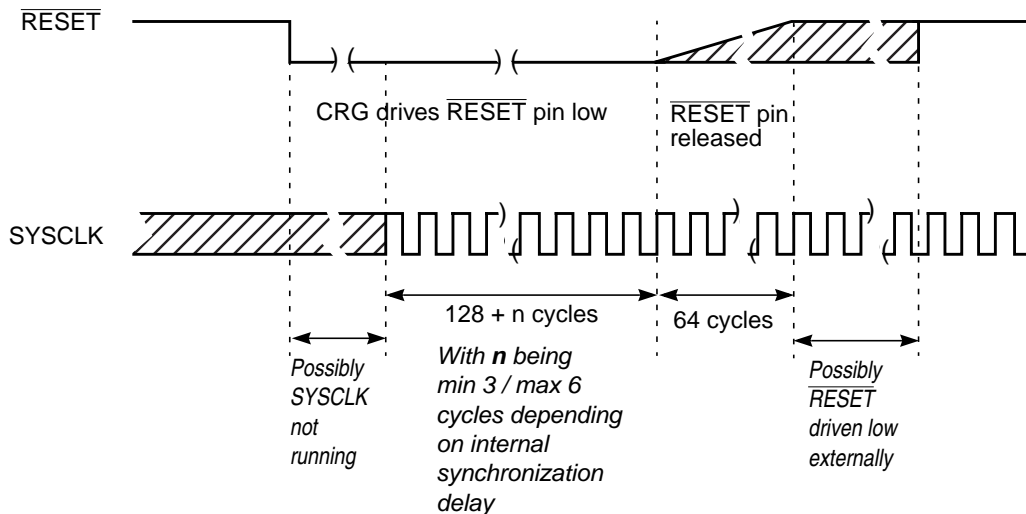 RESET
CRG drives RESET pin low
RESET pin
released
SYSCLK
128 + n cycles
64 cycles
Possibly
SYSCLK
not
running
With n being
min 3 / max 6
cycles depending
on internal
synchronization
delay
Possibly
RESET
driven low
externally